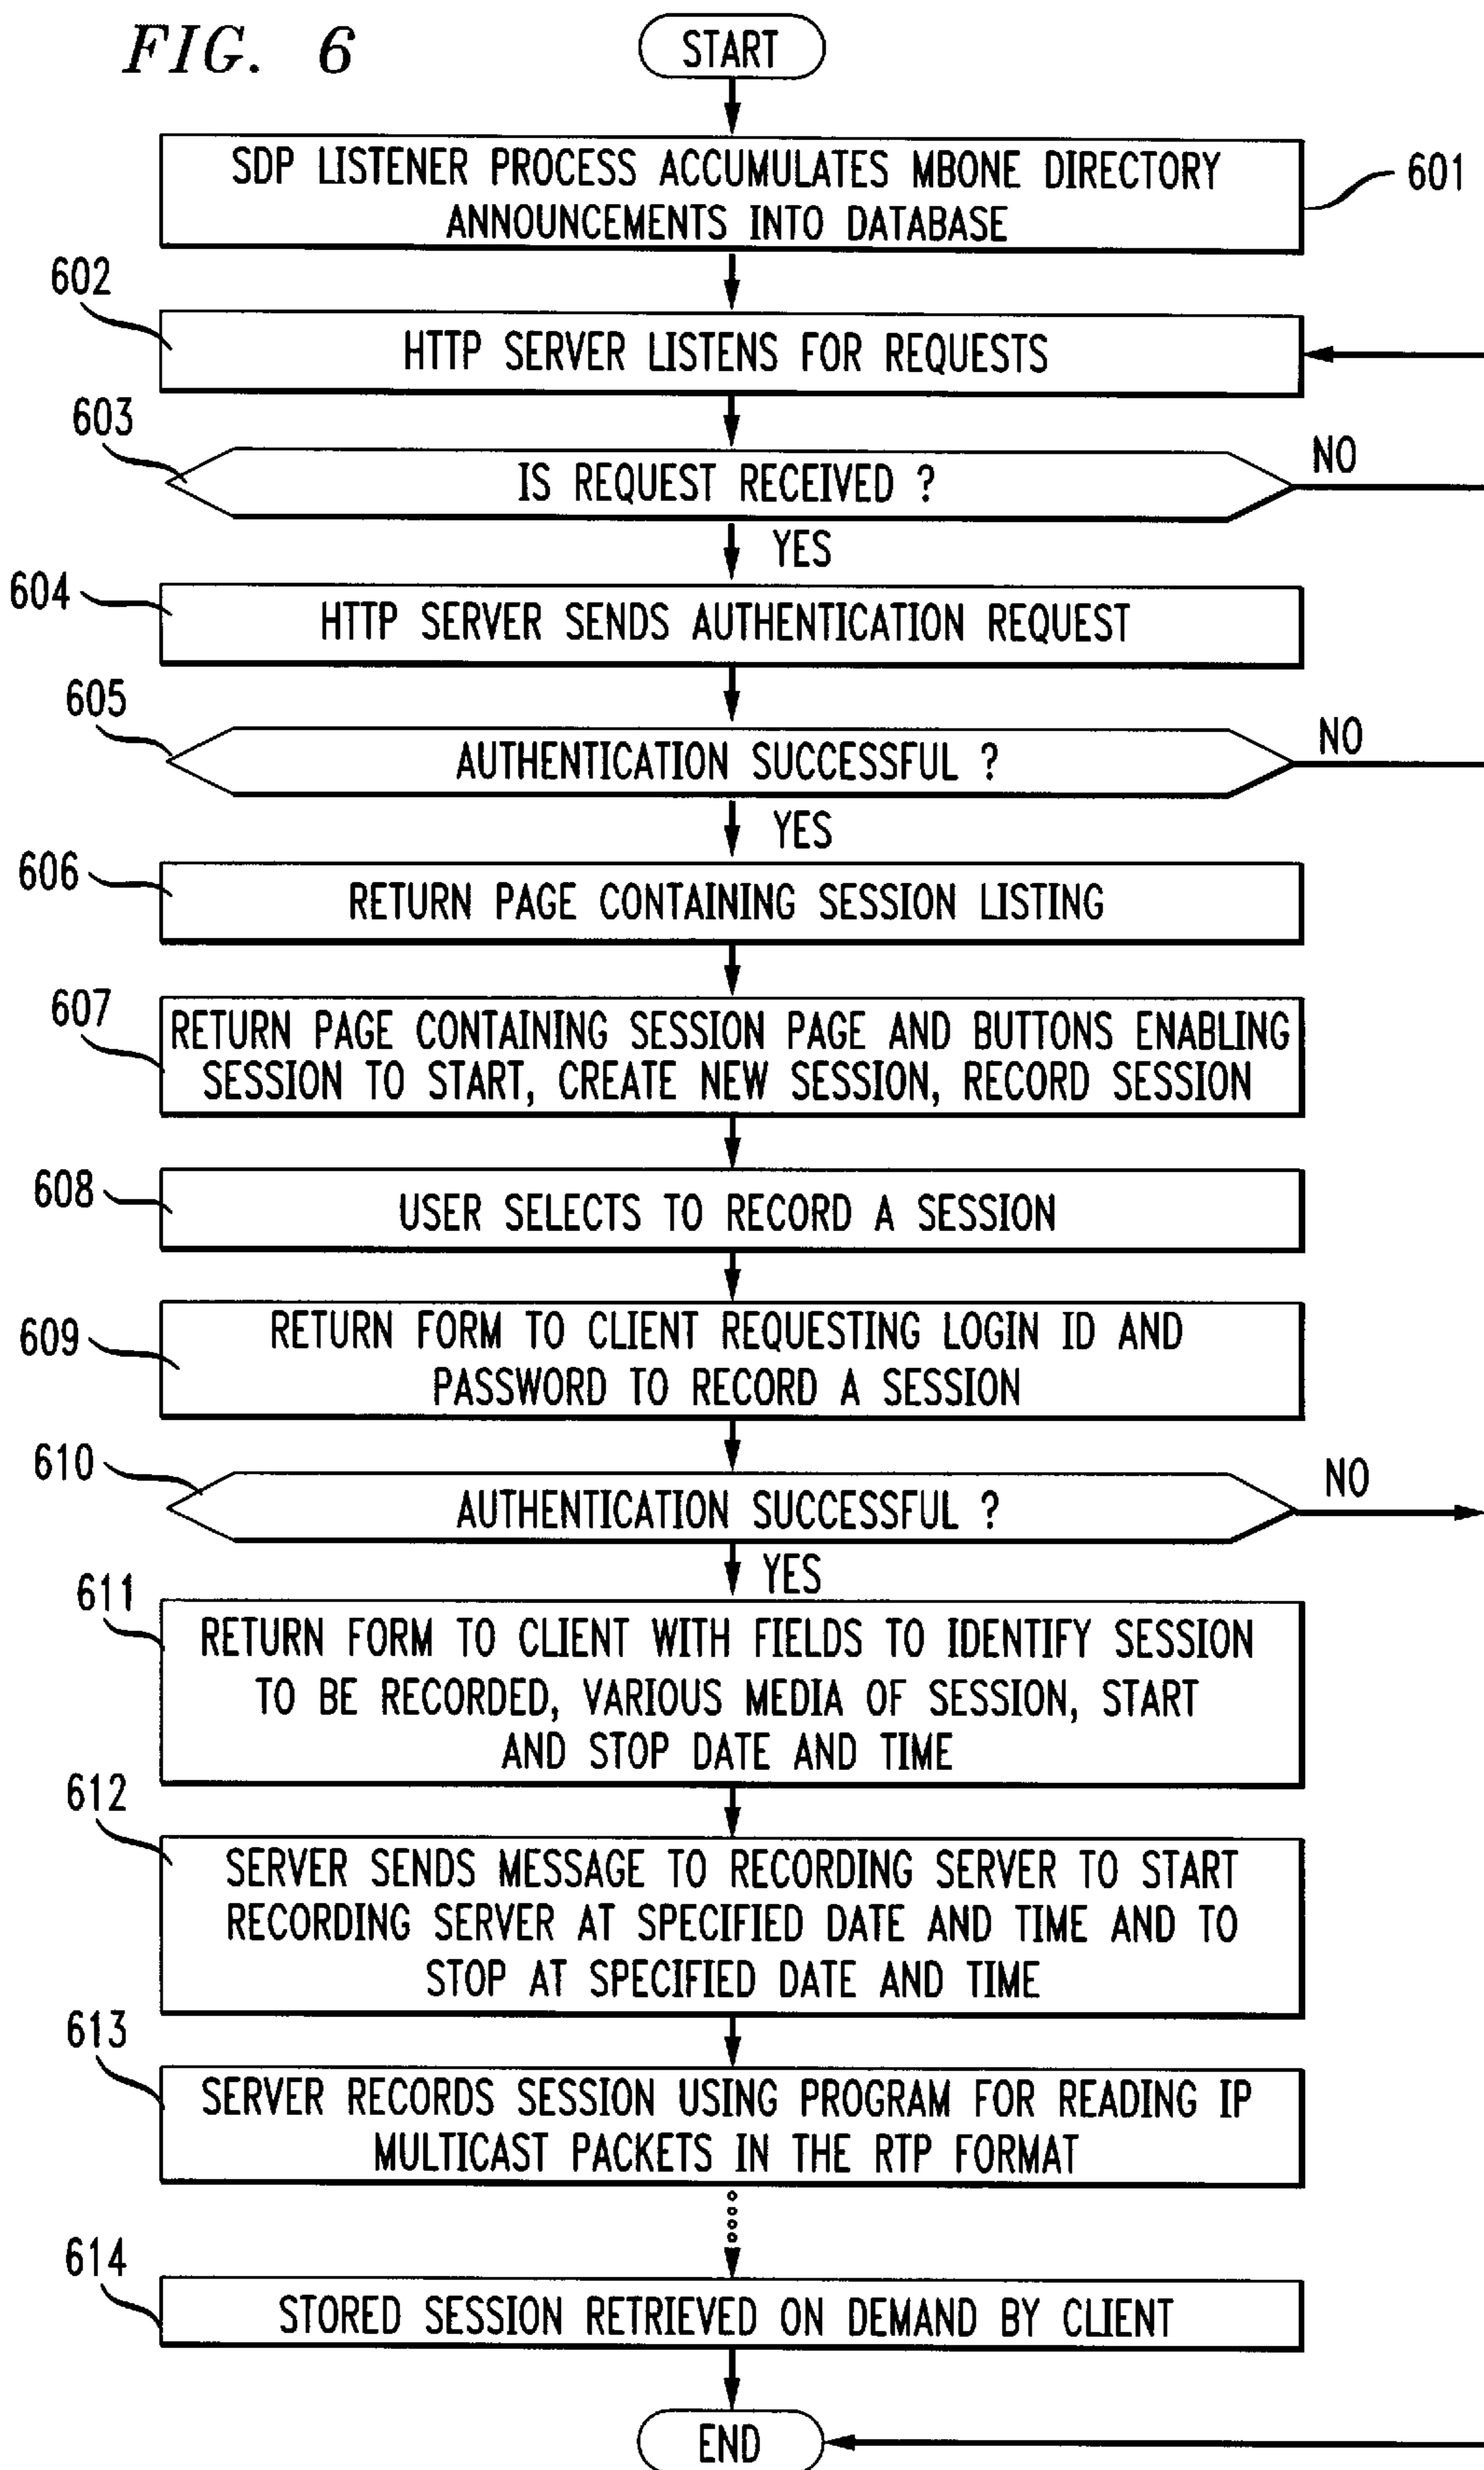 FIG. 6
START
SDP LISTENER PROCESS ACCUMULATES MBONE DIRECTORY
ANNOUNCEMENTS INTO DATABASE
601
602
HTTP SERVER LISTENS FOR REQUESTS
603
IS REQUEST RECEIVED ?
NO
YES
604
HTTP SERVER SENDS AUTHENTICATION REQUEST
605
AUTHENTICATION SUCCESSFUL ?
NO
YES
606
RETURN PAGE CONTAINING SESSION LISTING
607
RETURN PAGE CONTAINING SESSION PAGE AND BUTTONS ENABLING
SESSION TO START, CREATE NEW SESSION, RECORD SESSION
608
USER SELECTS TO RECORD A SESSION
609
RETURN FORM TO CLIENT REQUESTING LOGIN ID AND
PASSWORD TO RECORD A SESSION
610
AUTHENTICATION SUCCESSFUL ?
NO
YES
611
RETURN FORM TO CLIENT WITH FIELDS TO IDENTIFY SESSION
TO BE RECORDED, VARIOUS MEDIA OF SESSION, START
AND STOP DATE AND TIME
612
SERVER SENDS MESSAGE TO RECORDING SERVER TO START
RECORDING SERVER AT SPECIFIED DATE AND TIME AND TO
STOP AT SPECIFIED DATE AND TIME
613
SERVER RECORDS SESSION USING PROGRAM FOR READING IP
MULTICAST PACKETS IN THE RTP FORMAT
614
STORED SESSION RETRIEVED ON DEMAND BY CLIENT
END